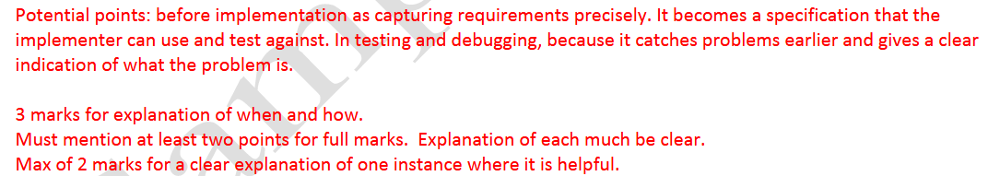 Potential points: before implementation as capturing requirements precisely. It becomes a specification that the
implementer can use and test against. In testing and debugging, because it catches problems earlier and gives a clear
indication of what the problem is.
3 marks for explanation of when and how.
Must mention at least two points for full marks.  Explanation of each much be clear.
Max of 2 marks for a clear explanation of one instance where it is helpful.